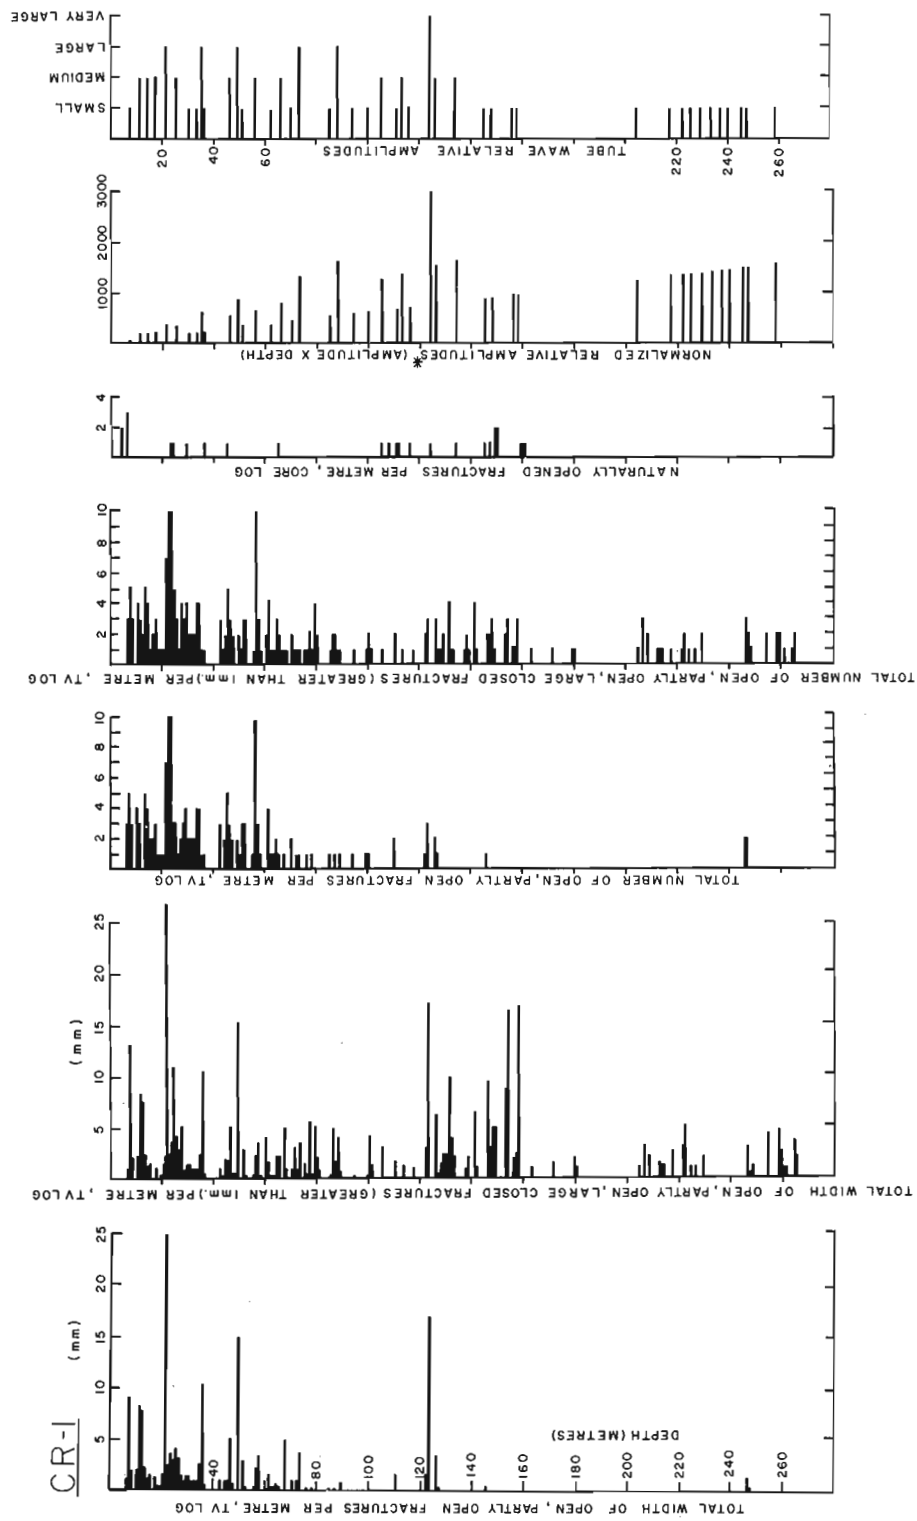 VERY LARGE
LARGE
MEDIUM
SMALL
20
40
60
220
240
260
TUBE WAVE RELATIVE AMPLITUDES
3000
2000
1000
NORMALIZED RELATIVE AMPLITUDES* (AMPLITUDE X DEPTH)
4
2
NATURALLY OPENED FRACTURES PER METRE, CORE LOG
10
8
6
4
2
TOTAL NUMBER OF OPEN, PARTLY OPEN, LARGE CLOSED FRACTURES (GREATER THAN 1mm.) PER METRE, TV LOG
10
8
6
4
2
TOTAL NUMBER OF OPEN, PARTLY OPEN FRACTURES PER METRE, TV LOG
25
20
15
10
5
(mm)
TOTAL WIDTH OF OPEN, PARTLY OPEN, LARGE CLOSED FRACTURES (GREATER THAN 1mm.) PER METRE, TV LOG
25
20
15
10
5
(mm)
CR-1
DEPTH (METRES)
40
80
100
120
140
160
180
200
220
240
260
TOTAL WIDTH OF OPEN, PARTLY OPEN FRACTURES PER METRE, TV LOG